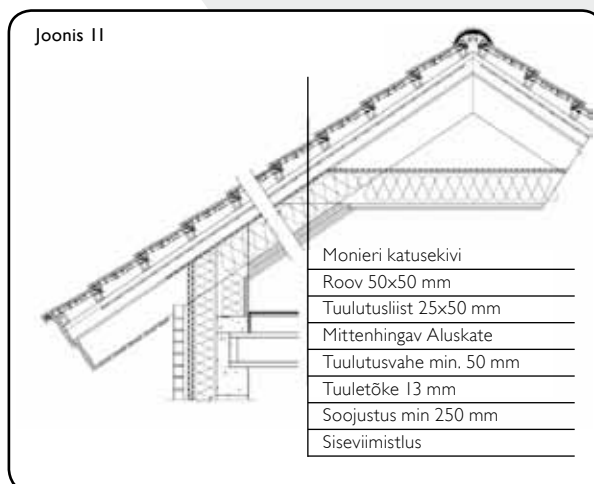 Joonis 11
Monieri katusekivi
Roov 50x50 mm
Tuulutusliist 25x50 mm
Mittenhingav Aluskate
Tuulutusvahe min. 50 mm
Tuuletõke 13 mm
Soojustus min 250 mm
Siseviimistlus